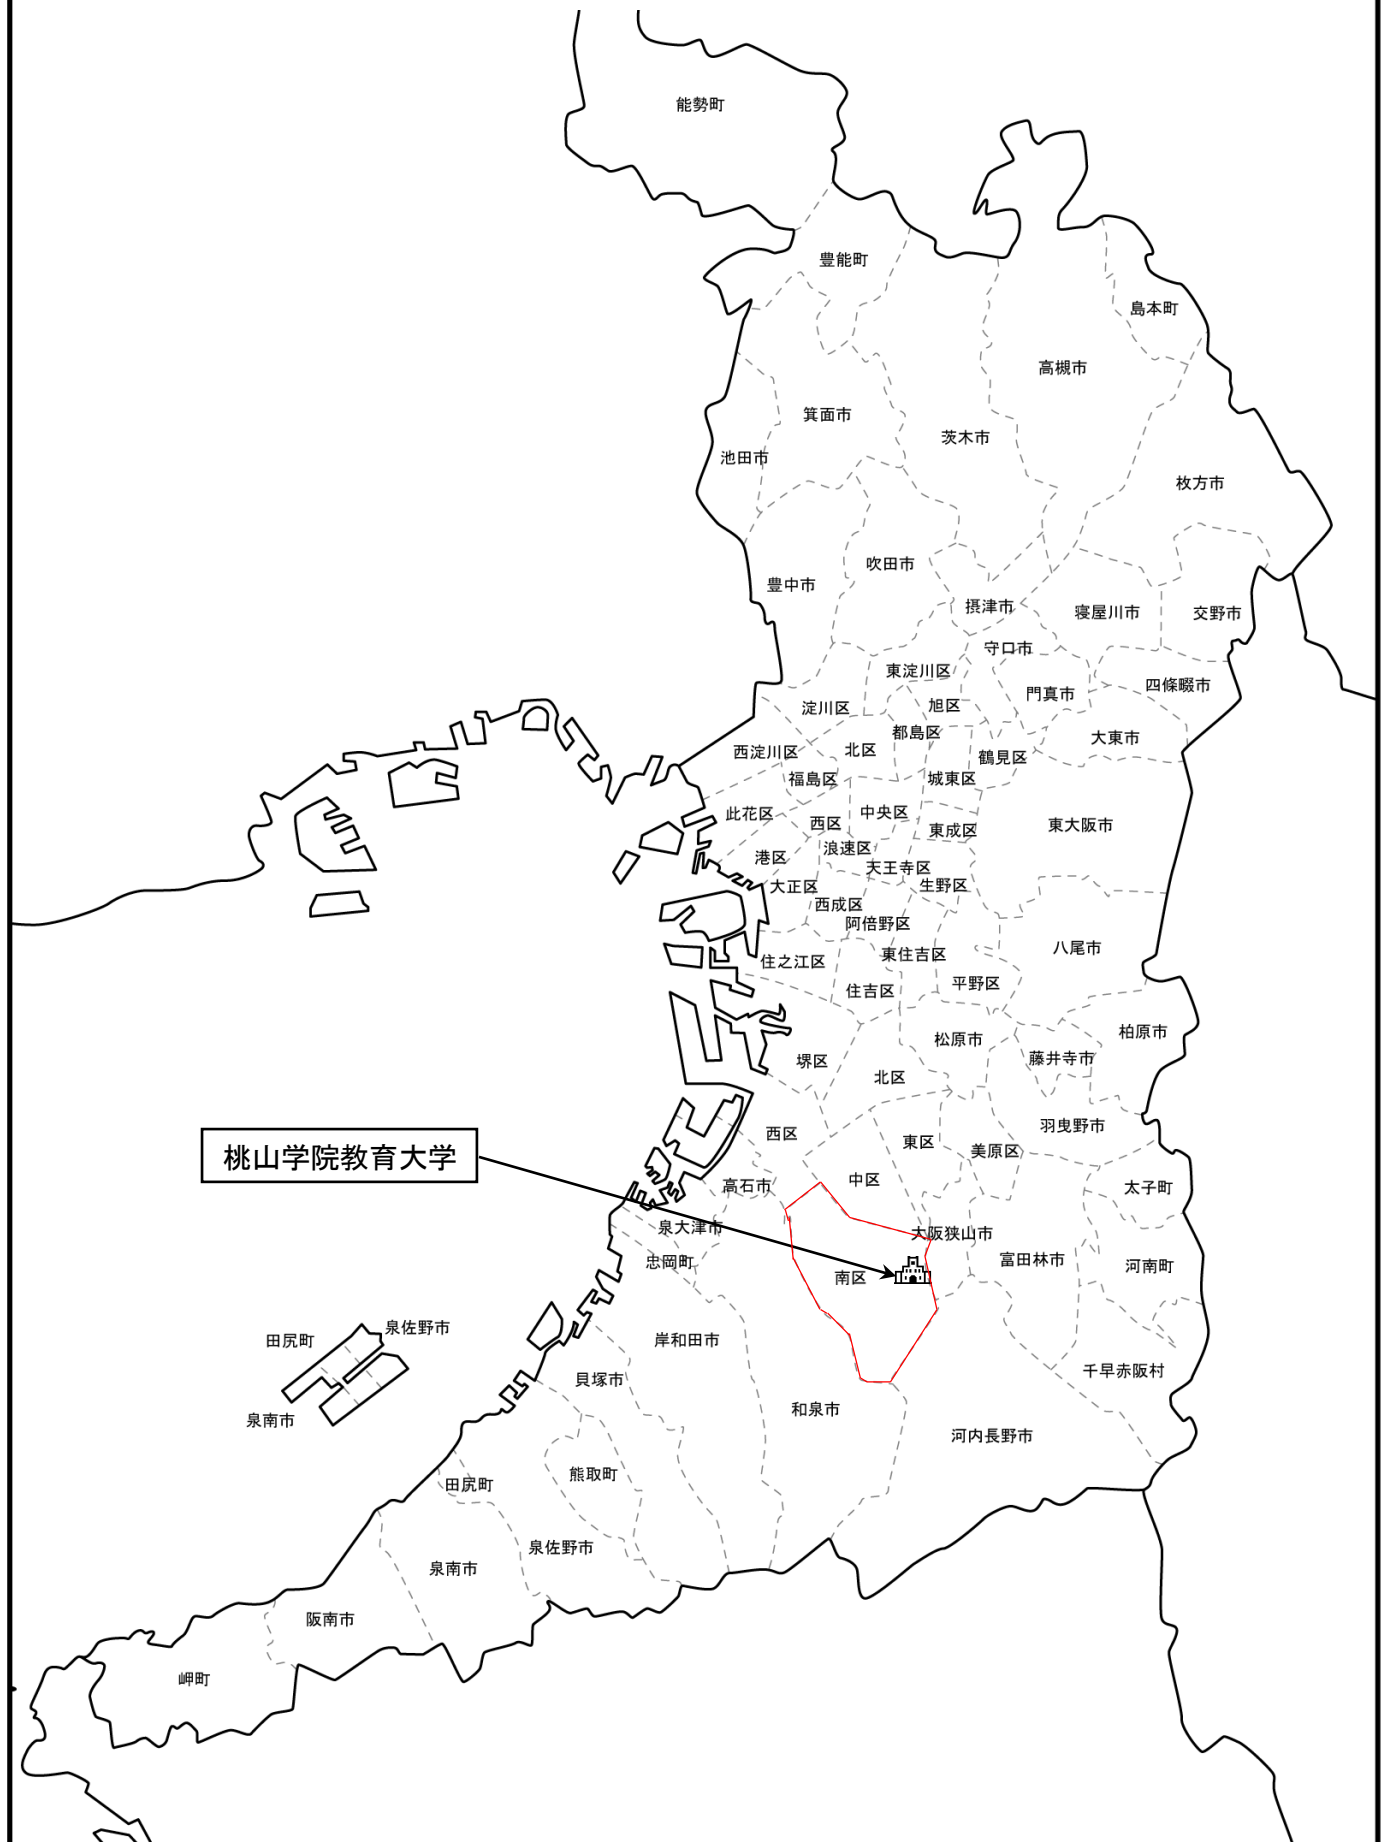 能勢町
豊能町
島本町
高槻市
箕面市
茨木市
池田市
枚方市
吹田市
豊中市
摂津市
寝屋川市
交野市
守口市
東淀川区
四條畷市
門真市
淀川区
旭区
都島区
大東市
西淀川区
北区
鶴見区
福島区
城東区
此花区
中央区
西区
東成区
東大阪市
浪速区
港区
天王寺区
大正区
生野区
西成区
阿倍野区
八尾市
東住吉区
住之江区
平野区
住吉区
柏原市
松原市
藤井寺市
堺区
北区
羽曳野市
西区
東区
美原区
桃山学院教育大学
中区
高石市
太子町
泉大津市
大阪狭山市
忠岡町
富田林市
河南町
南区
泉佐野市
田尻町
岸和田市
千早赤阪村
貝塚市
和泉市
泉南市
河内長野市
熊取町
田尻町
泉佐野市
泉南市
阪南市
岬町